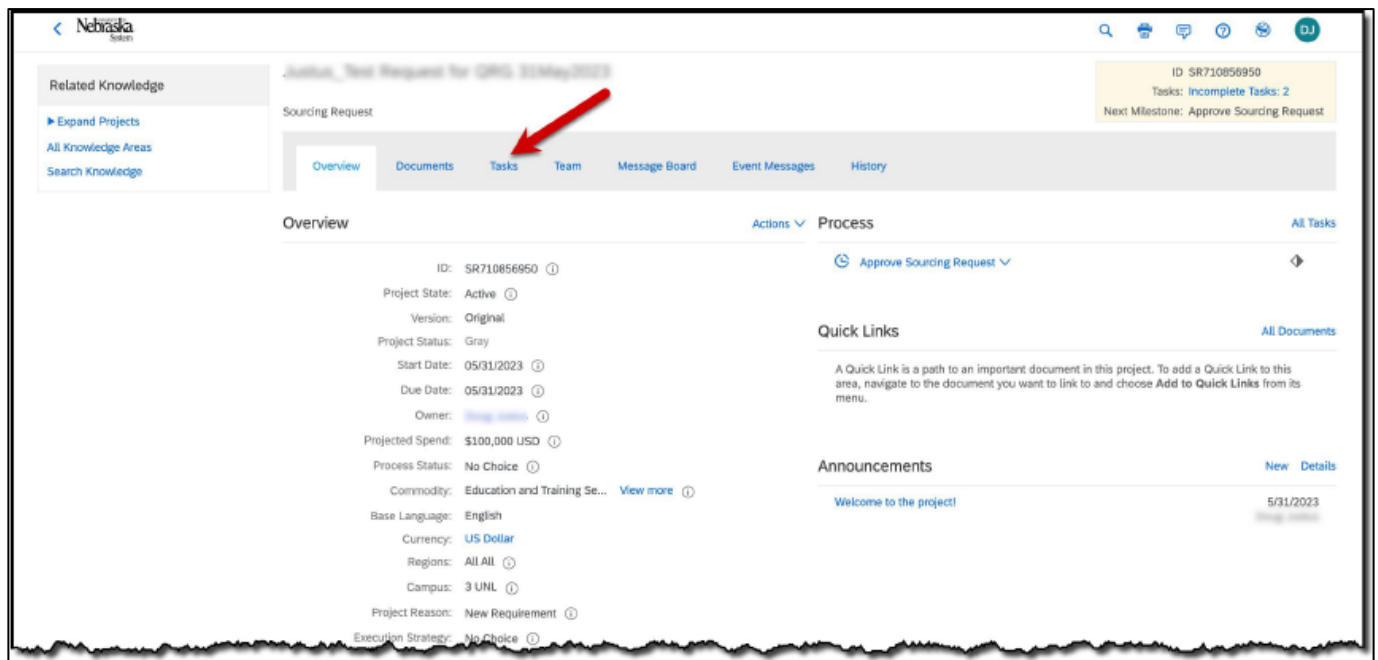 Nebraska
System
DJ
Related Knowledge
Expand Projects
All Knowledge Areas
Search Knowledge
Sourcing Request
ID SR710856950
Tasks: Incomplete Tasks: 2
Next Milestone: Approve Sourcing Request
Overview Documents Tasks Team Message Board Event Messages History
Overview
Actions
ID: SR710856950
Project State: Active
Version: Original
Project Status: Gray
Start Date: 05/31/2023
Due Date: 05/31/2023
Owner:
Projected Spend: $100,000 USD
Process Status: No Choice
Commodity: Education and Training Se... View more
Base Language: English
Currency: US Dollar
Regions: All All
Campus: 3 UNL
Project Reason: New Requirement
Execution Strategy: No Choice
Process
All Tasks
Approve Sourcing Request
Quick Links
All Documents
A Quick Link is a path to an important document in this project. To add a Quick Link to this
area, navigate to the document you want to link to and choose Add to Quick Links from its
menu.
Announcements
New Details
Welcome to the project!
5/31/2023